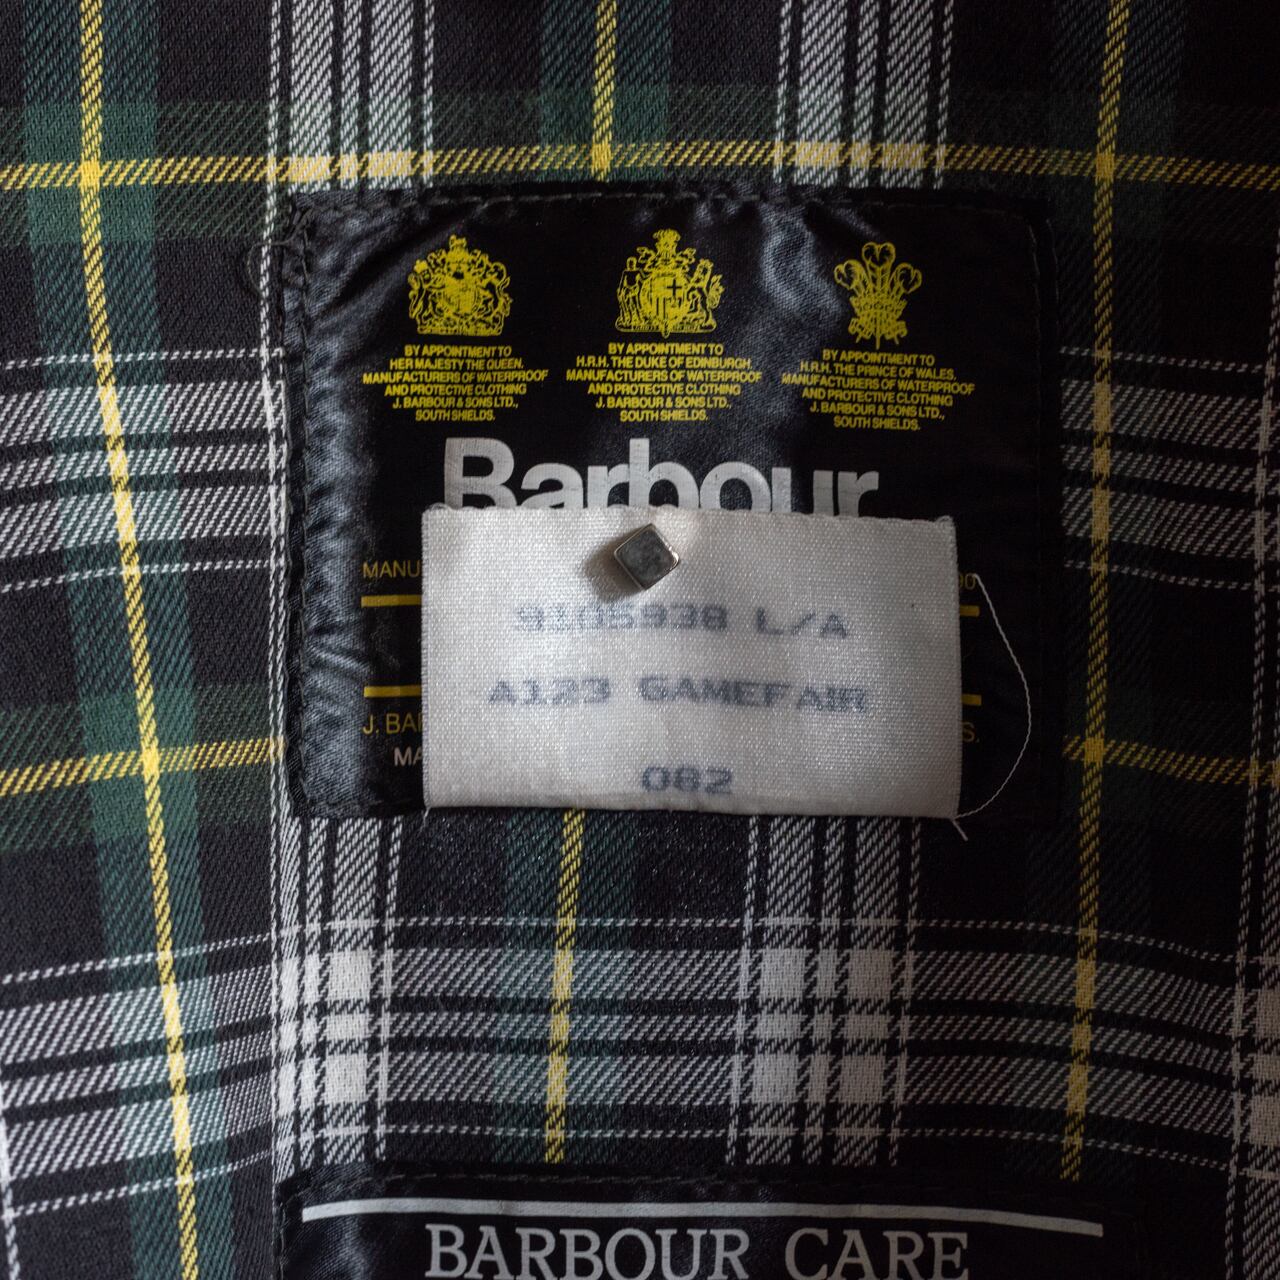 BY APPOINTMENT TO
HER MAJESTY THE QUEEN.
MANUFACTURERS OF WATERPROOF
AND PROTECTIVE CLOTHING
J. BARBOUR & SONS LTD.,
SOUTH SHIELDS.
BY APPOINTMENT TO
H.R.H. THE DUKE OF EDINBURGH,
MANUFACTURERS OF WATERPROOF
AND PROTECTIVE CLOTHING
J. BARBOUR & SONS LTD.,
SOUTH SHIELDS.
BY APPOINTMENT TO
H.R.H. THE PRINCE OF WALES,
MANUFACTURERS OF WATERPROOF
AND PROTECTIVE CLOTHING
J. BARBOUR & SONS LTD.,
SOUTH SHIELDS.
Barbour
MANU
9105938 L/A
A123 GAMEFAIR
J. BAR
S.
MA
082
BARBOUR CARE